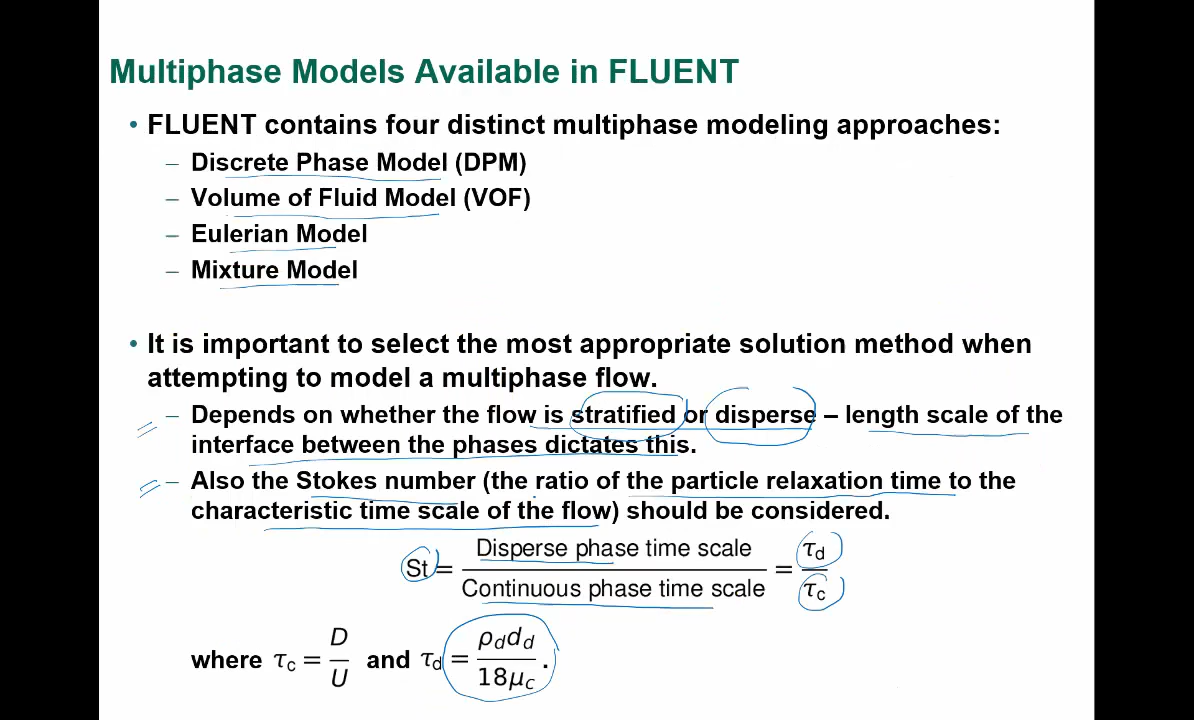 Multiphase Models Available in FLUENT
• FLUENT contains four distinct multiphase modeling approaches:
– Discrete Phase Model (DPM)
– Volume of Fluid Model (VOF)
– Eulerian Model
– Mixture Model
• It is important to select the most appropriate solution method when
attempting to model a multiphase flow.
– Depends on whether the flow is stratified or disperse – length scale of the
interface between the phases dictates this.
– Also the Stokes number (the ratio of the particle relaxation time to the
characteristic time scale of the flow) should be considered.
St = Disperse phase time scale / Continuous phase time scale = τd / τc
where τc = D / U and τd = ρd dd / 18μc .